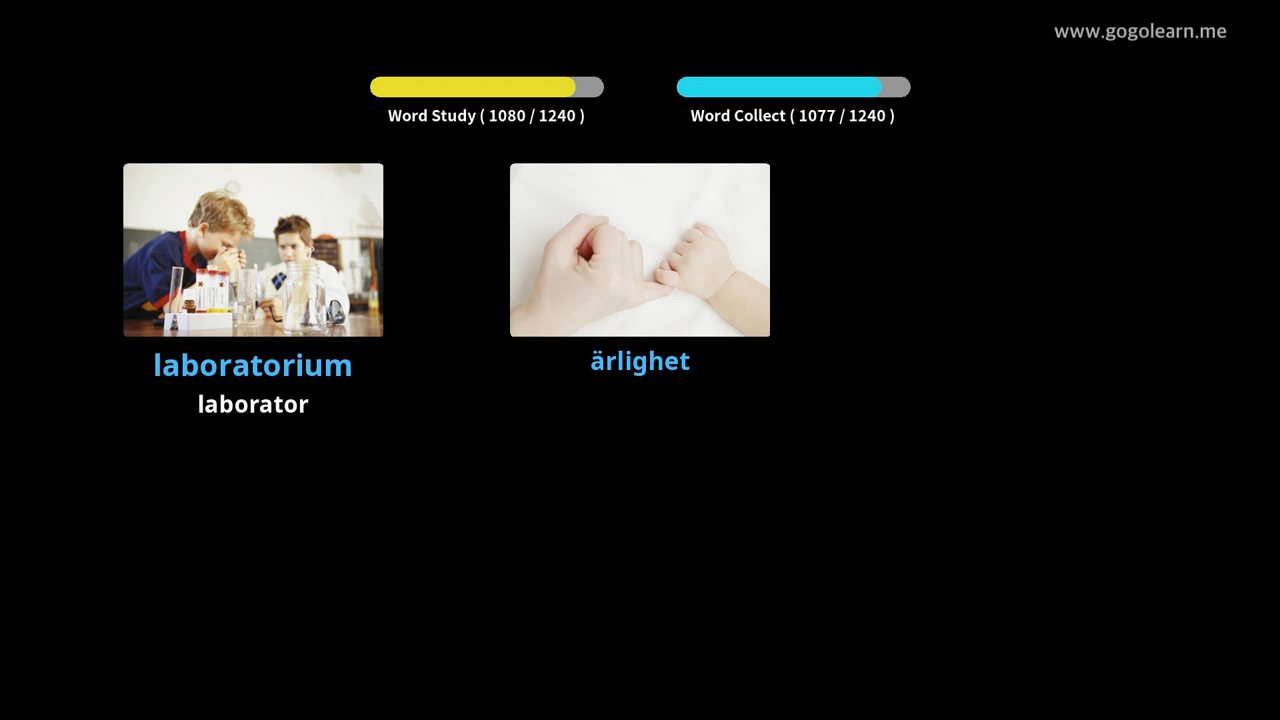 www.gogolearn.me
Word Study ( 1080 / 1240 )
Word Collect ( 1077 / 1240 )
laboratorium
laborator
ärlighet